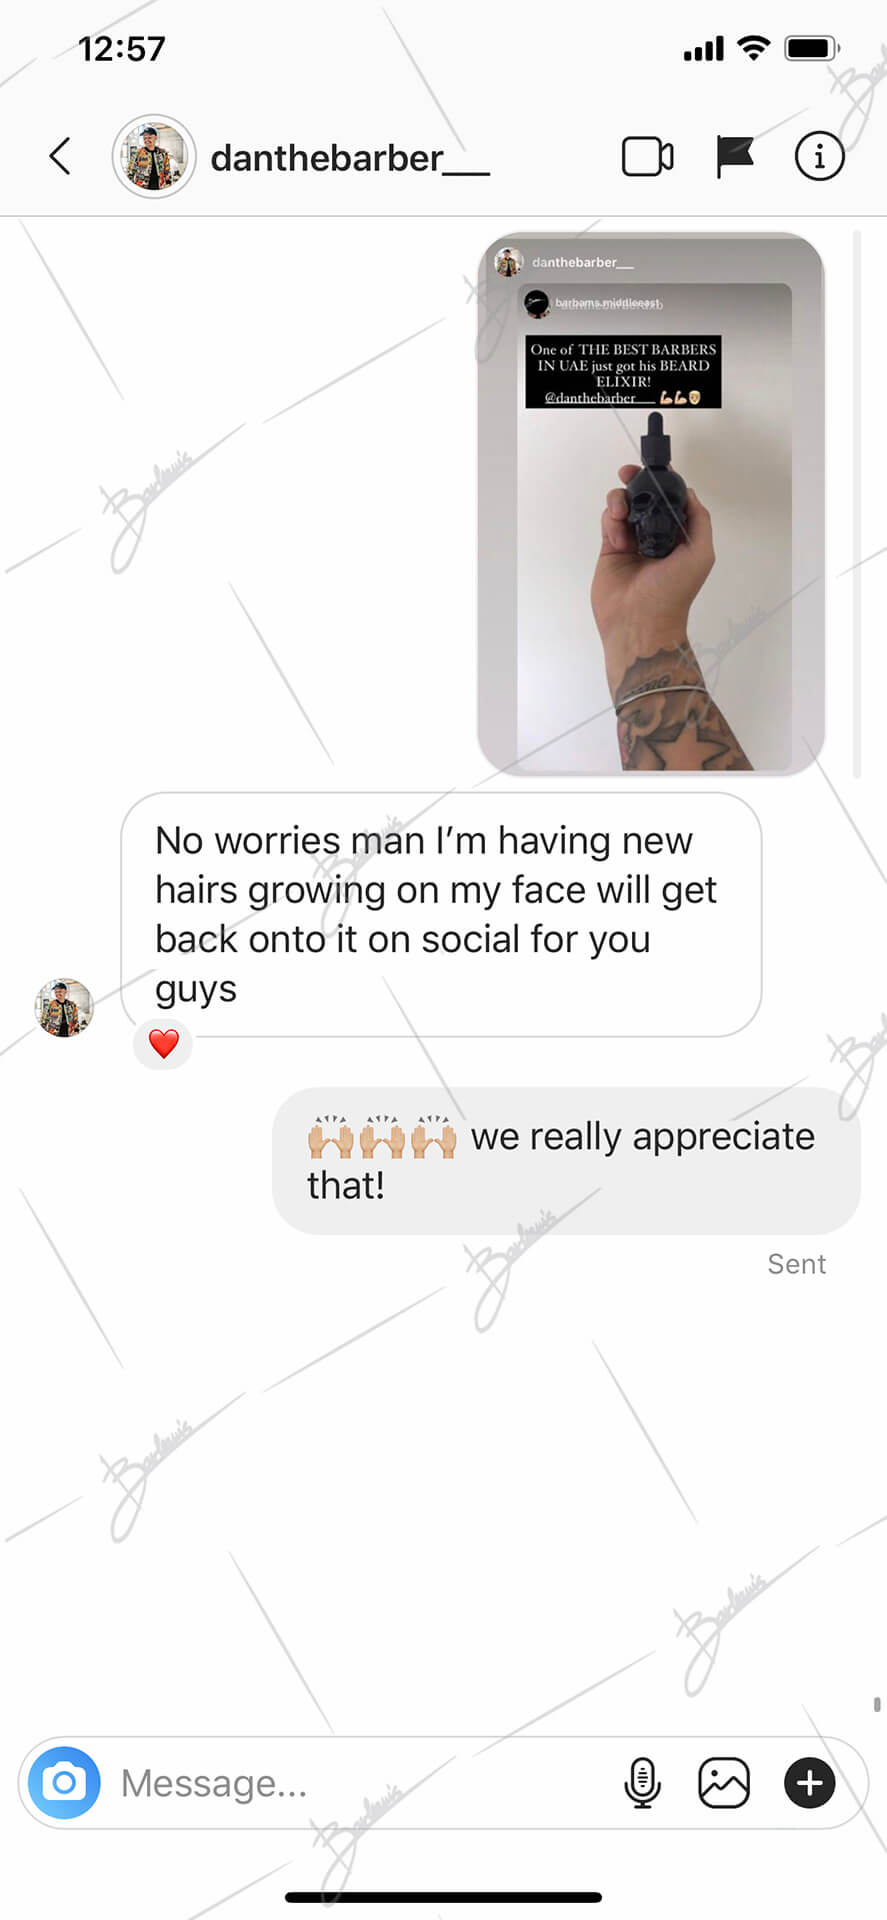 12:57
danthebarber__
danthebarber__
barbams.middleeast
One of THE BEST BARBERS
IN UAE just got his BEARD
ELIXIR!
@danthebarber__ 💪🏼💪🏼👴🏼
No worries man I’m having new
hairs growing on my face will get
back onto it on social for you
guys
❤️
🙌🏼🙌🏼🙌🏼 we really appreciate
that!
Sent
Message...